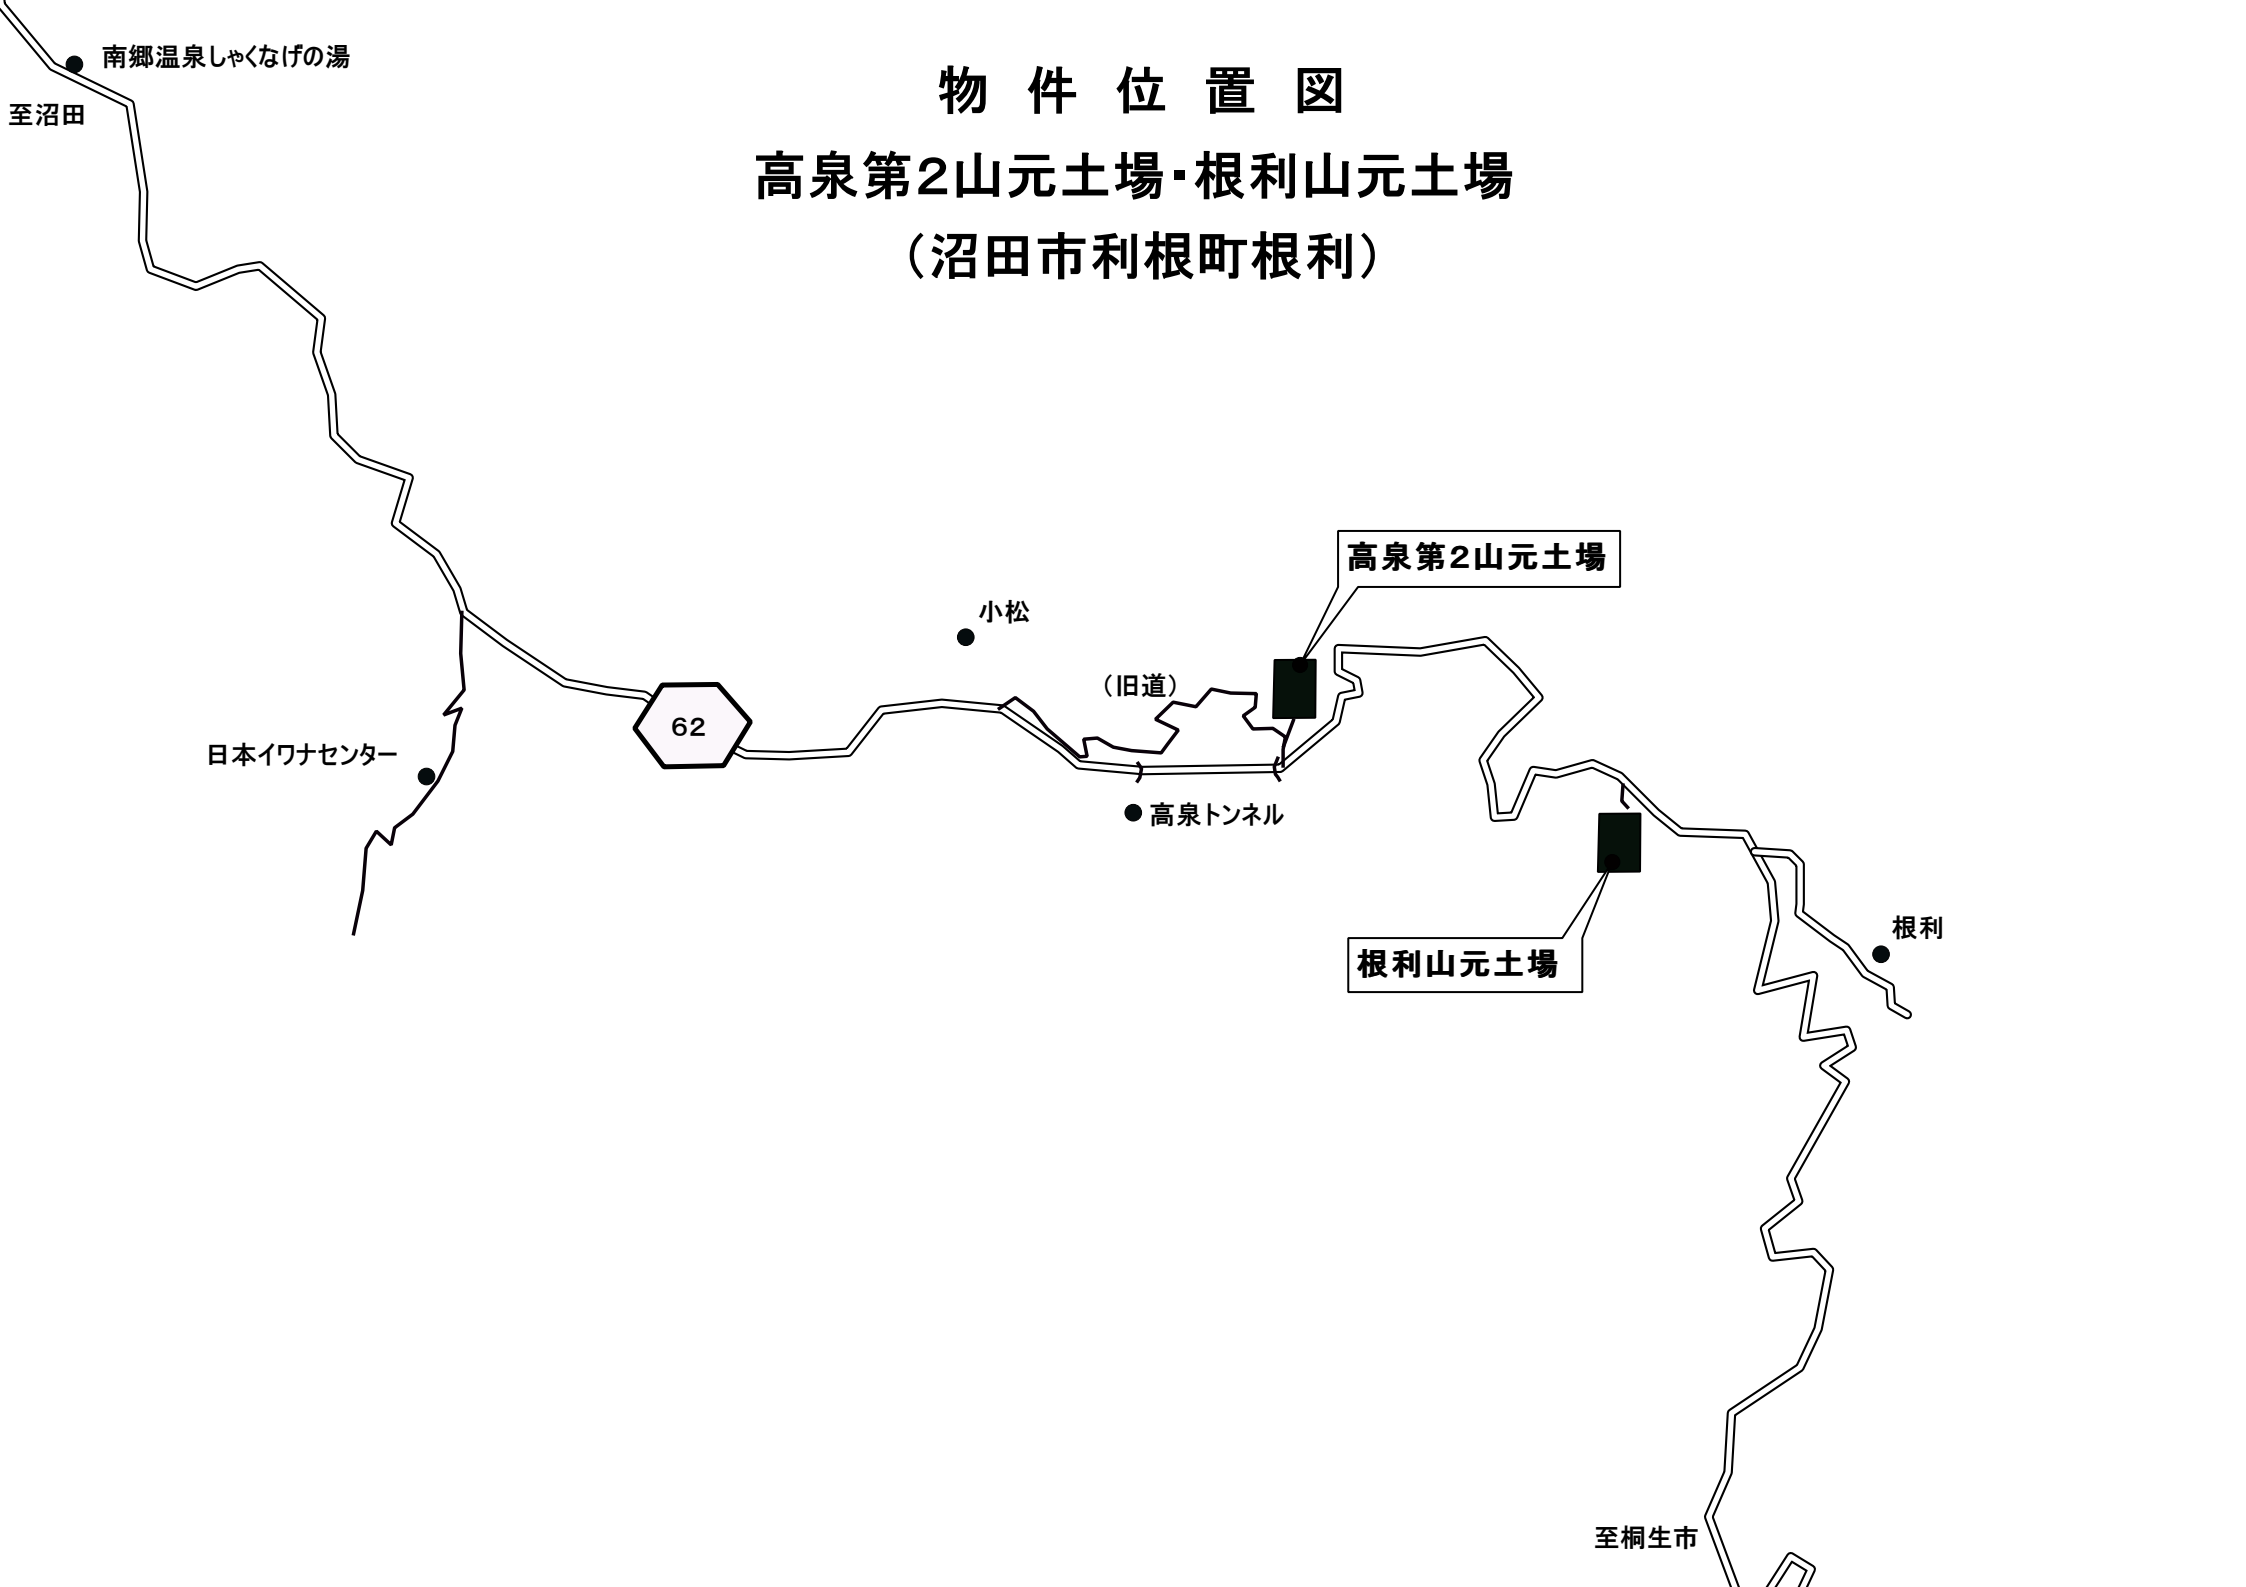 南郷温泉しゃくなげの湯
至沼田
物件位置図
高泉第2山元土場・根利山元土場
（沼田市利根町根利）
高泉第2山元土場
小松
（旧道）
62
日本イワナセンター
高泉トンネル
根利
根利山元土場
至桐生市